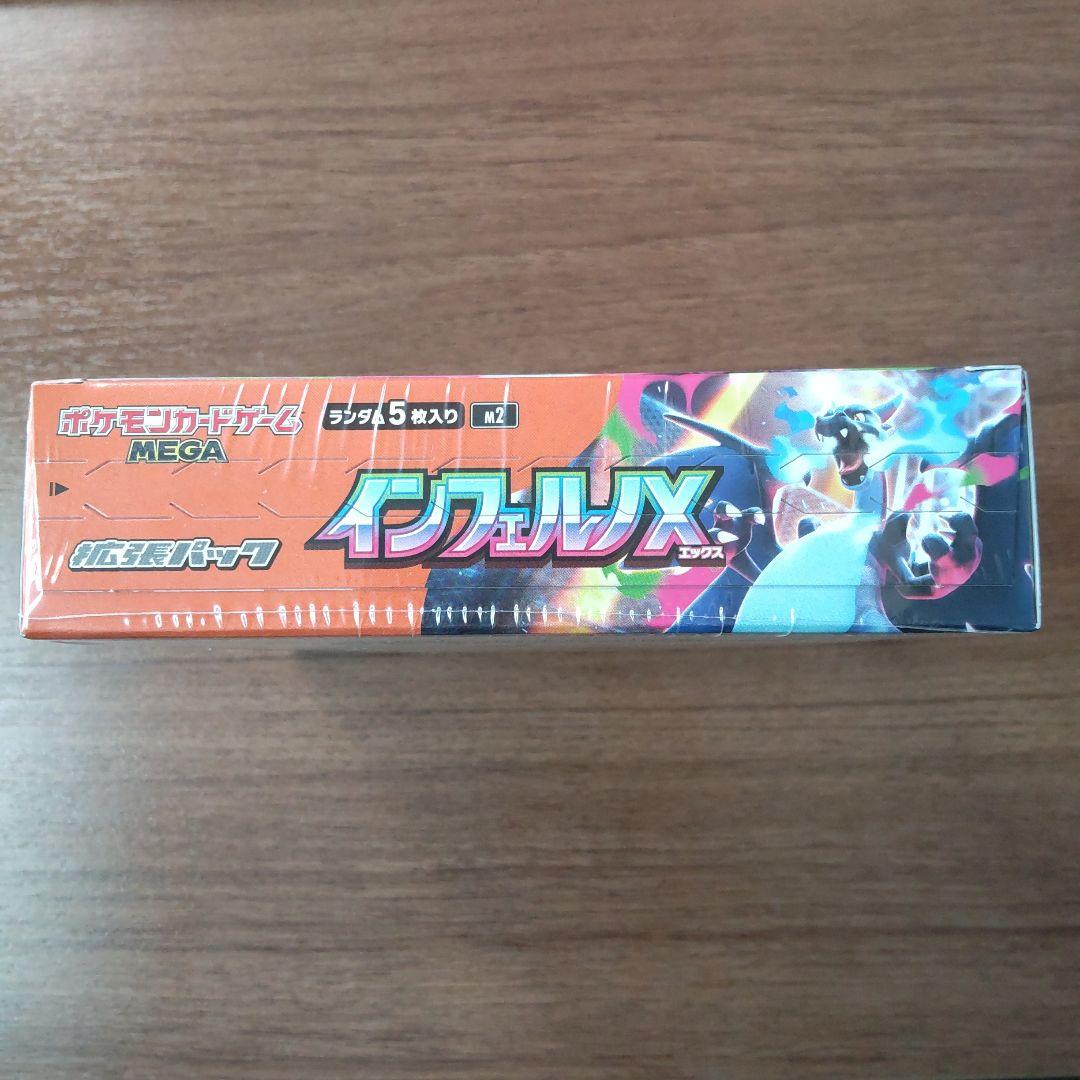 ポケモンカードゲーム
MEGA
ランダム5枚入り M2
インフェルノX
エックス
拡張パック